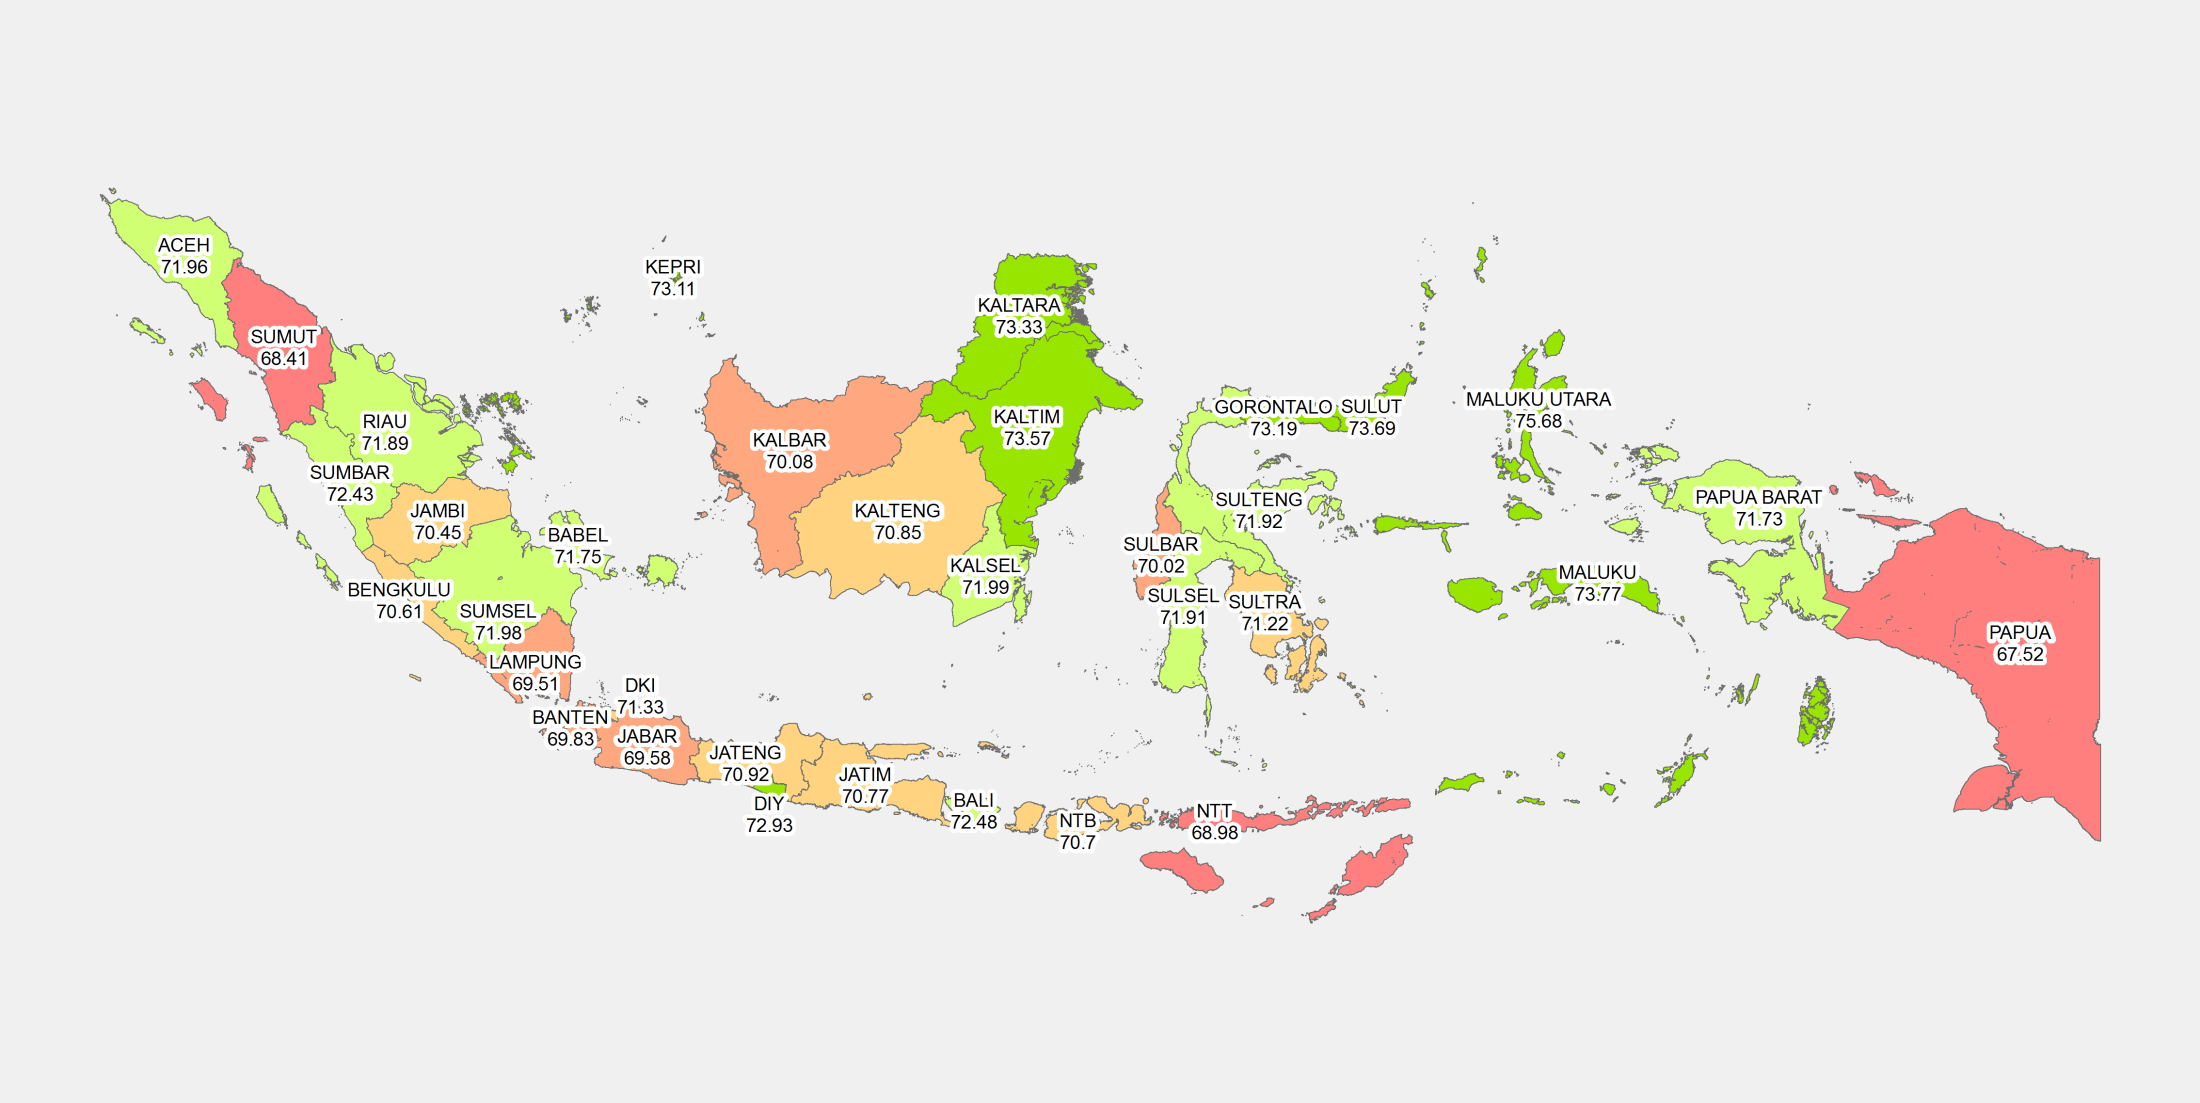 ACEH
71.96
SUMUT
68.41
RIAU
71.89
SUMBAR
72.43
JAMBI
70.45
BENGKULU
70.61
SUMSEL
71.98
BABEL
71.75
LAMPUNG
69.51
KEPRI
73.11
DKI
71.33
BANTEN
69.83
JABAR
69.58
JATENG
70.92
DIY
72.93
JATIM
70.77
BALI
72.48
NTB
70.7
NTT
68.98
KALBAR
70.08
KALTENG
70.85
KALSEL
71.99
KALTIM
73.57
KALTARA
73.33
GORONTALO
73.19
SULUT
73.69
SULTENG
71.92
SULBAR
70.02
SULSEL
71.91
SULTRA
71.22
MALUKU UTARA
75.68
MALUKU
73.77
PAPUA BARAT
71.73
PAPUA
67.52